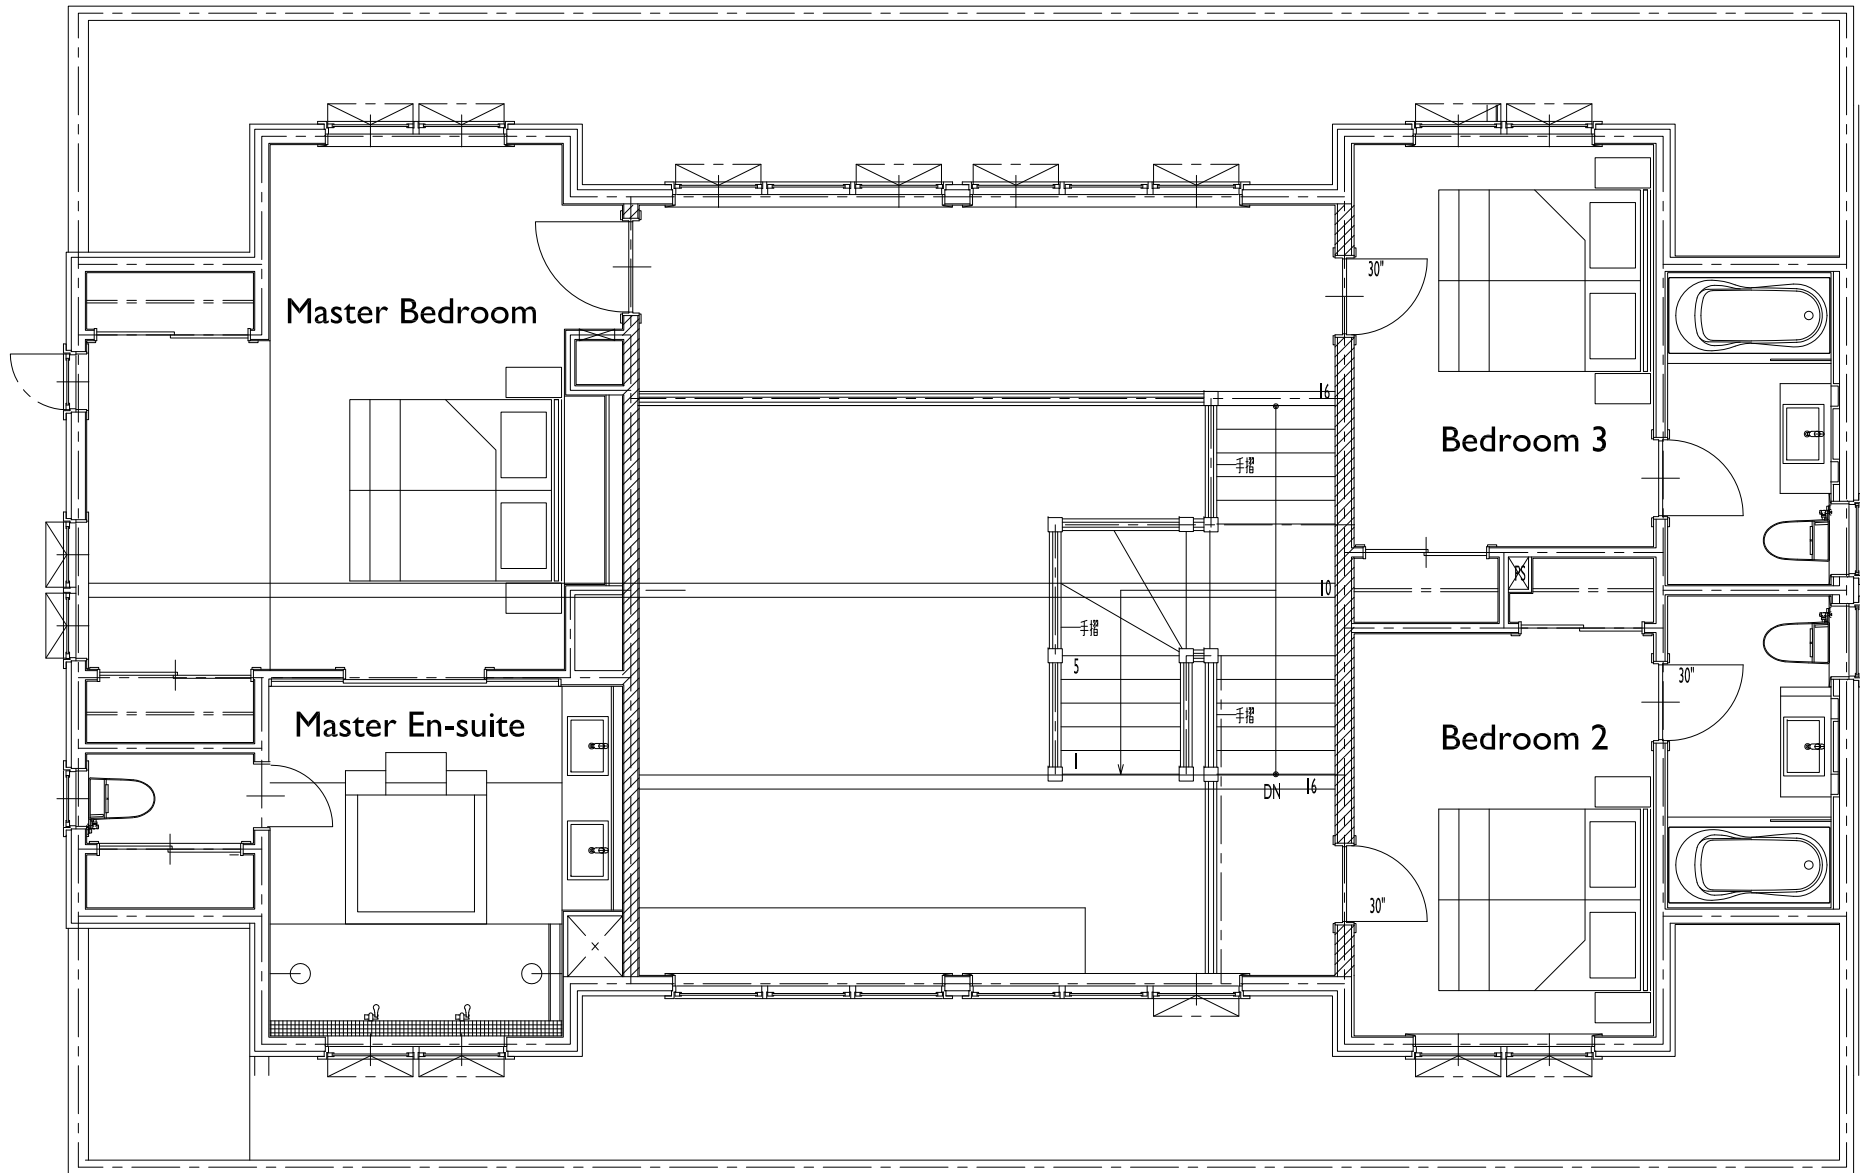 30"
Master Bedroom
16
Bedroom 3
手摺
PS
10
手摺
5
30"
手摺
Master En-suite
Bedroom 2
1
DN
16
30"